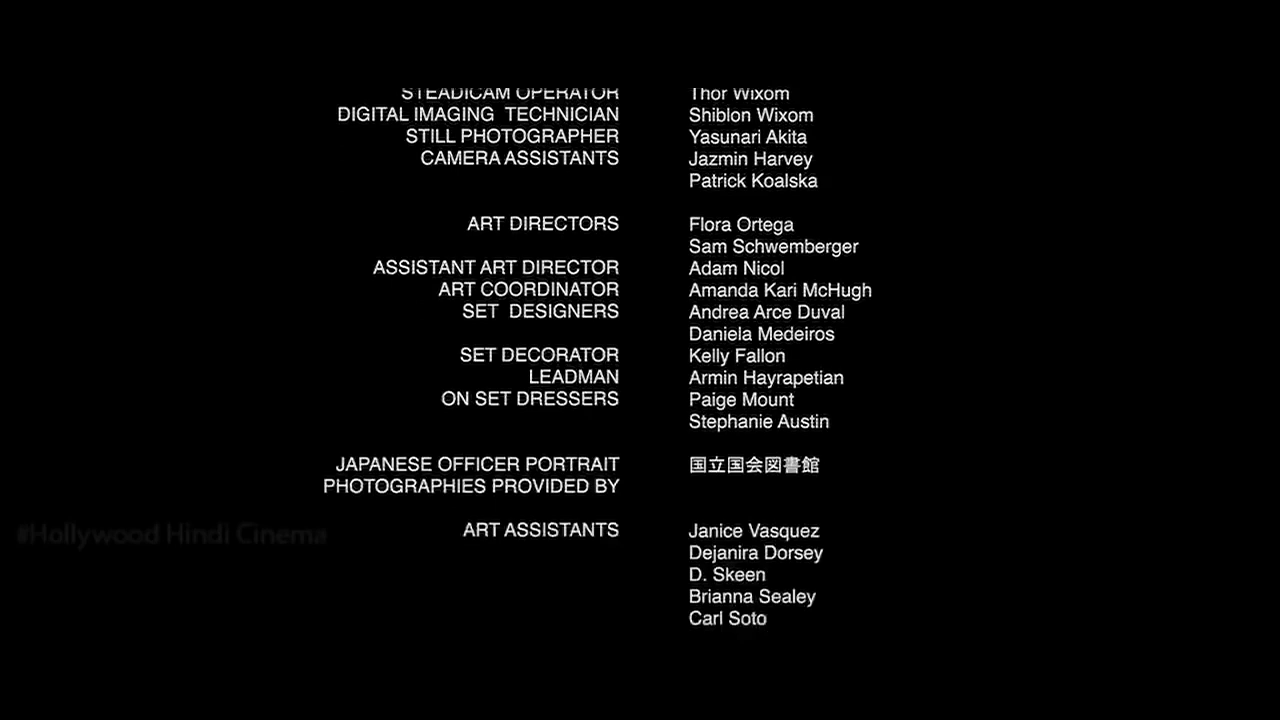 STEADICAM OPERATOR Thor Wixom
DIGITAL IMAGING TECHNICIAN Shiblon Wixom
STILL PHOTOGRAPHER Yasunari Akita
CAMERA ASSISTANTS Jazmin Harvey
Patrick Koalska
ART DIRECTORS Flora Ortega
Sam Schwemberger
ASSISTANT ART DIRECTOR Adam Nicol
ART COORDINATOR Amanda Kari McHugh
SET DESIGNERS Andrea Arce Duval
Daniela Medeiros
SET DECORATOR Kelly Fallon
LEADMAN Armin Hayrapetian
ON SET DRESSERS Paige Mount
Stephanie Austin
JAPANESE OFFICER PORTRAIT 国立国会図書館
PHOTOGRAPHIES PROVIDED BY
#Hollywood Hindi Cinema
ART ASSISTANTS Janice Vasquez
Dejanira Dorsey
D. Skeen
Brianna Sealey
Carl Soto